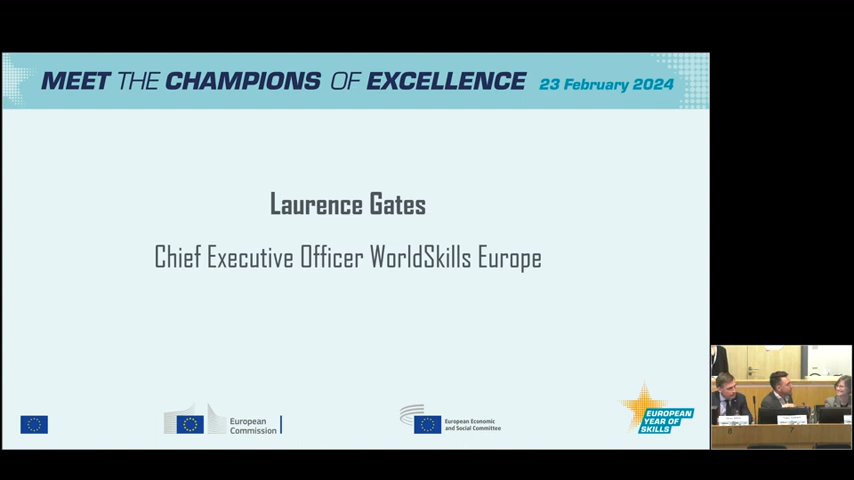 MEET THE CHAMPIONS OF EXCELLENCE 23 February 2024
Laurence Gates
Chief Executive Officer WorldSkills Europe
European
Commission
European Economic
and Social Committee
EUROPEAN
YEAR OF
SKILLS